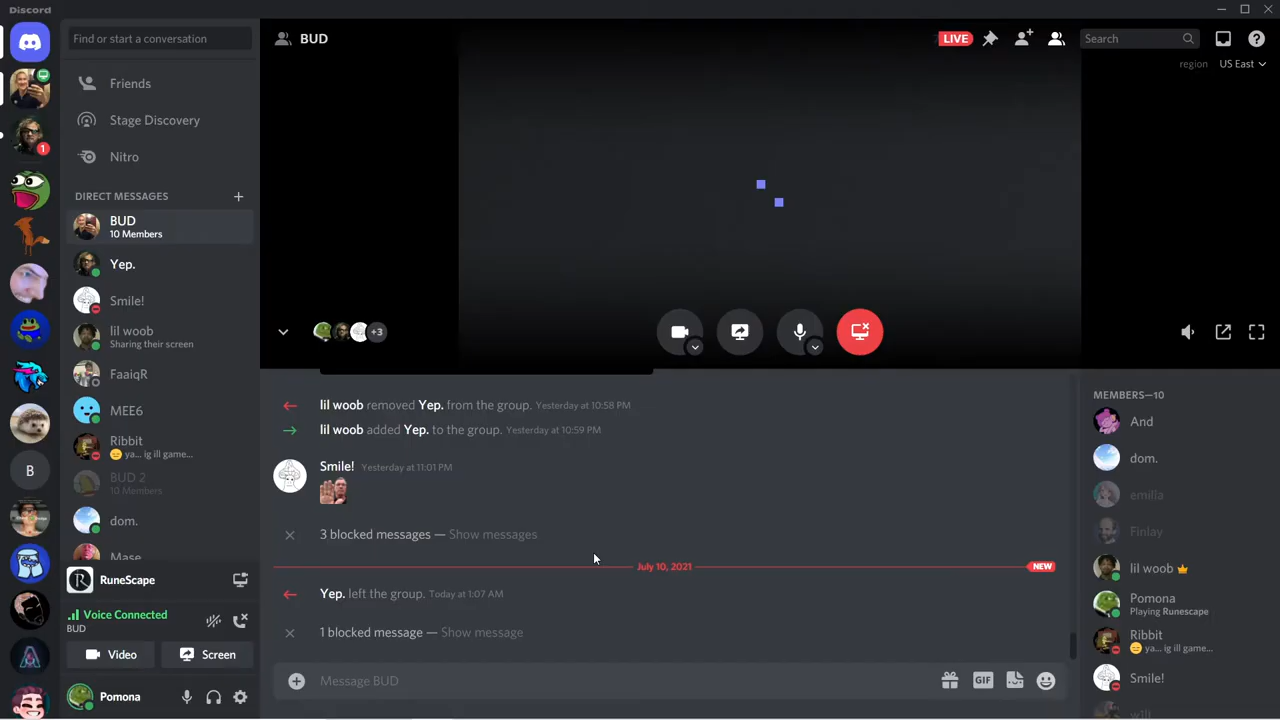 Discord
Find or start a conversation
Friends
Stage Discovery
Nitro
DIRECT MESSAGES
BUD
10 Members
Yep.
Smile!
lil woob
Sharing their screen
FaaiqR
MEE6
Ribbit
ya... ig ill game...
BUD 2
10 Members
dom.
Mase
R
RuneScape
Voice Connected
BUD
Video
Screen
Pomona
1
B
BUD
LIVE
Search
region
US East
+3
lil woob removed Yep. from the group. Yesterday at 10:58 PM
lil woob added Yep. to the group. Yesterday at 10:59 PM
Smile! Yesterday at 11:01 PM
3 blocked messages — Show messages
July 10, 2021
NEW
Yep. left the group. Today at 1:07 AM
1 blocked message — Show message
Message BUD
GIF
MEMBERS—10
And
dom.
emilia
Finlay
lil woob
Pomona
Playing Runescape
Ribbit
ya... ig ill game...
Smile!